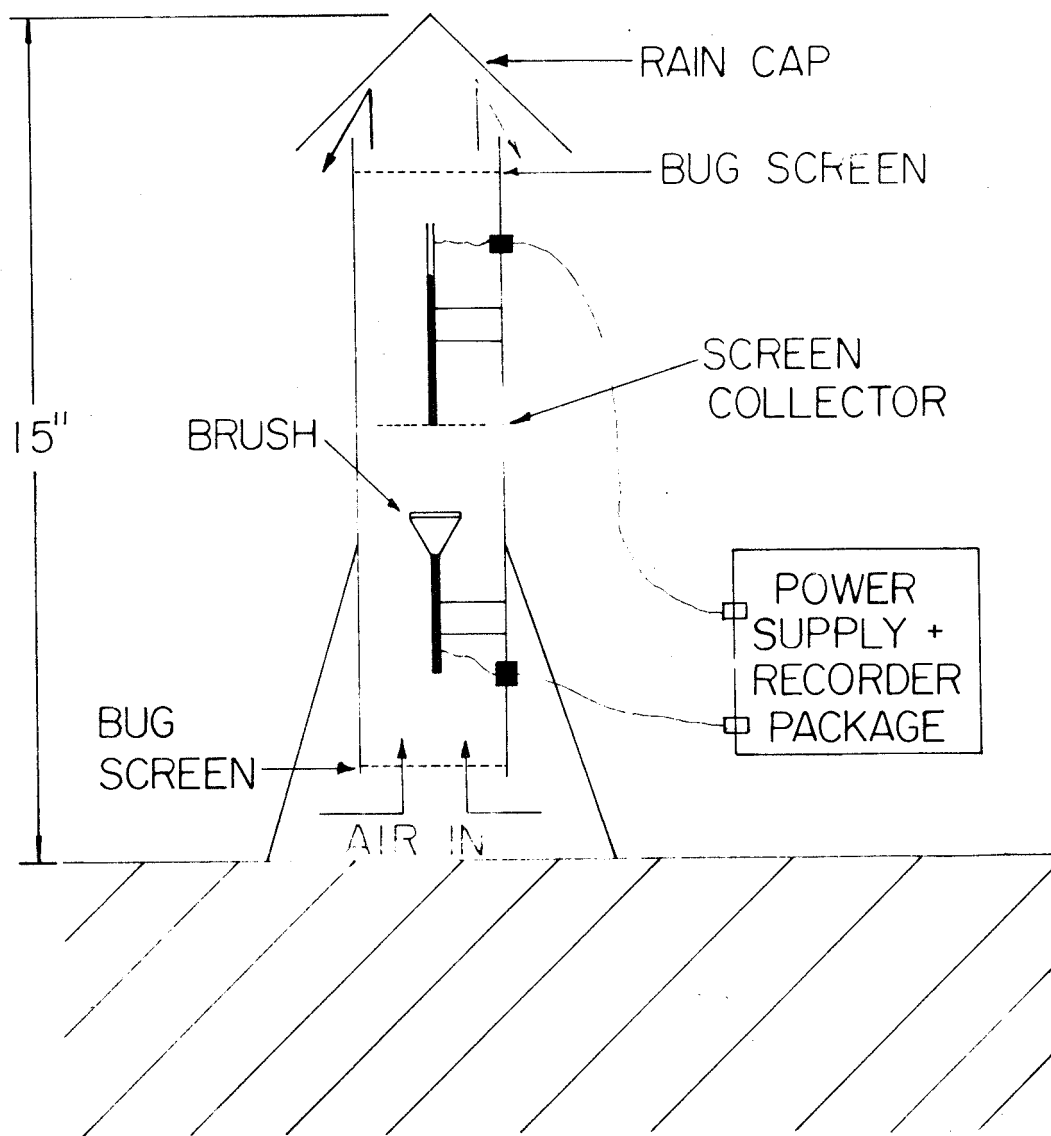 RAIN CAP
BUG SCREEN
SCREEN
COLLECTOR
15"
BRUSH
POWER
SUPPLY +
RECORDER
PACKAGE
BUG
SCREEN
AIR IN